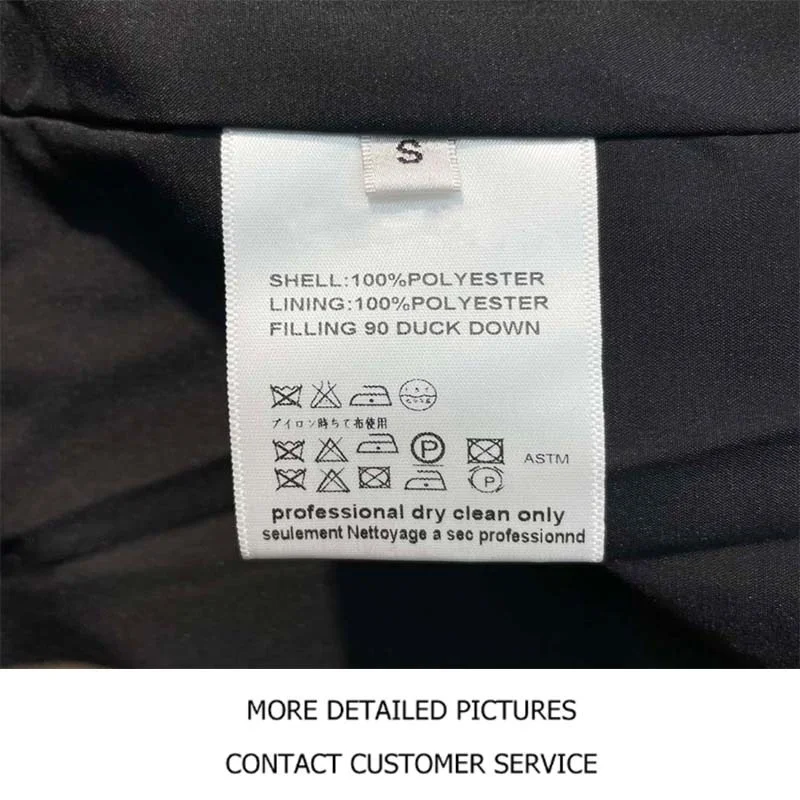 S
SHELL:100%POLYESTER
LINING:100%POLYESTER
FILLING 90 DUCK DOWN
アイロン時ちて布使用
P
ASTM
P
professional dry clean only
seulement Nettoyage a sec professionnd
MORE DETAILED PICTURES
CONTACT CUSTOMER SERVICE